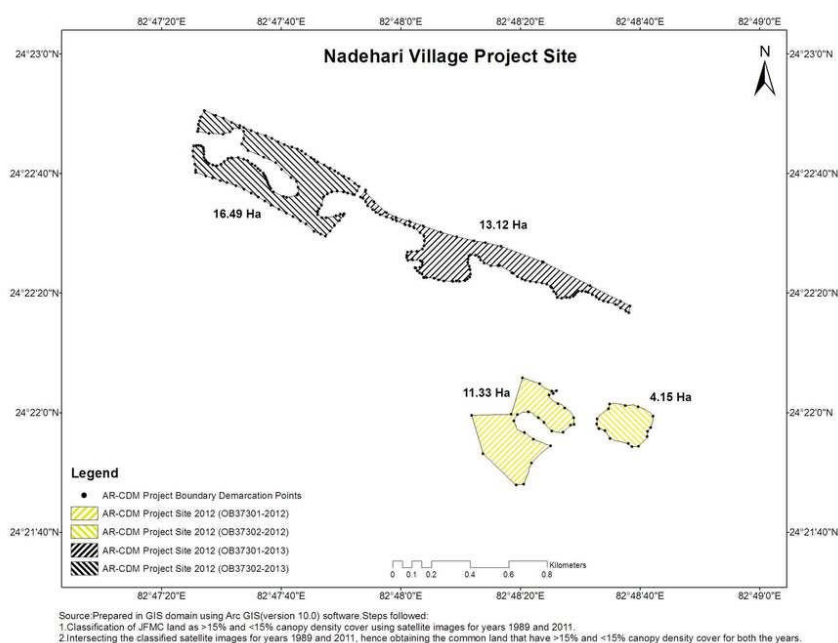 82°47'20"E 82°47'40"E 82°48'0"E 82°48'20"E 82°48'40"E 82°49'0"E
24°23'0"N 24°23'0"N
Nadehari Village Project Site
N
24°22'40"N 24°22'40"N
16.49 Ha
13.12 Ha
24°22'20"N 24°22'20"N
11.33 Ha
4.15 Ha
24°22'0"N 24°22'0"N
Legend
AR-CDM Project Boundary Demarcation Points
AR-CDM Project Site 2012 (OB37301-2012)
AR-CDM Project Site 2012 (OB37302-2012)
AR-CDM Project Site 2012 (OB37301-2013)
AR-CDM Project Site 2012 (OB37302-2013)
24°21'40"N 24°21'40"N
Kilometers
0 0.1 0.2 0.4 0.6 0.8
82°47'20"E 82°47'40"E 82°48'0"E 82°48'20"E 82°48'40"E 82°49'0"E
Source:Prepared in GIS domain using Arc GIS(version 10.0) software.Steps followed:
1.Classification of JFMC land as >15% and <15% canopy density cover using satellite images for years 1989 and 2011.
2.Intersecting the classified satellite images for years 1989 and 2011, hence obtaining the common land that have >15% and <15% canopy density cover for both the years.